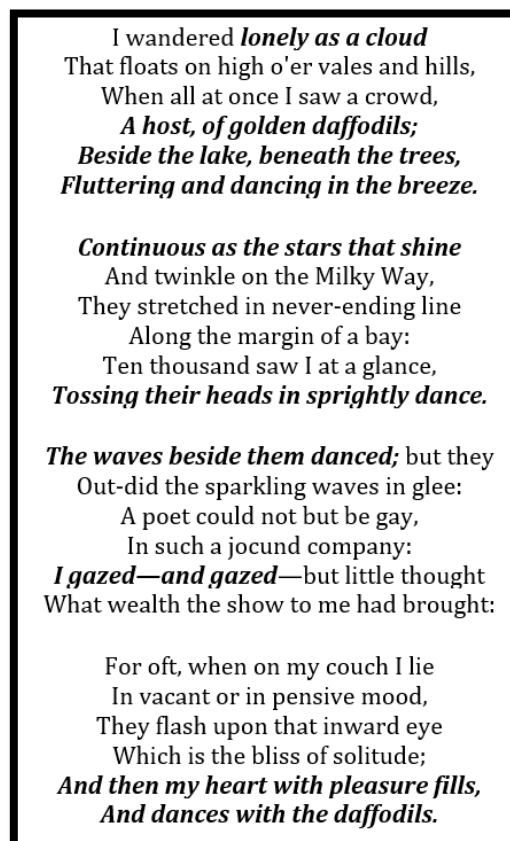 I wandered lonely as a cloud
That floats on high o'er vales and hills,
When all at once I saw a crowd,
A host, of golden daffodils;
Beside the lake, beneath the trees,
Fluttering and dancing in the breeze.

Continuous as the stars that shine
And twinkle on the Milky Way,
They stretched in never-ending line
Along the margin of a bay:
Ten thousand saw I at a glance,
Tossing their heads in sprightly dance.

The waves beside them danced; but they
Out-did the sparkling waves in glee:
A poet could not but be gay,
In such a jocund company:
I gazed—and gazed—but little thought
What wealth the show to me had brought:

For oft, when on my couch I lie
In vacant or in pensive mood,
They flash upon that inward eye
Which is the bliss of solitude;
And then my heart with pleasure fills,
And dances with the daffodils.